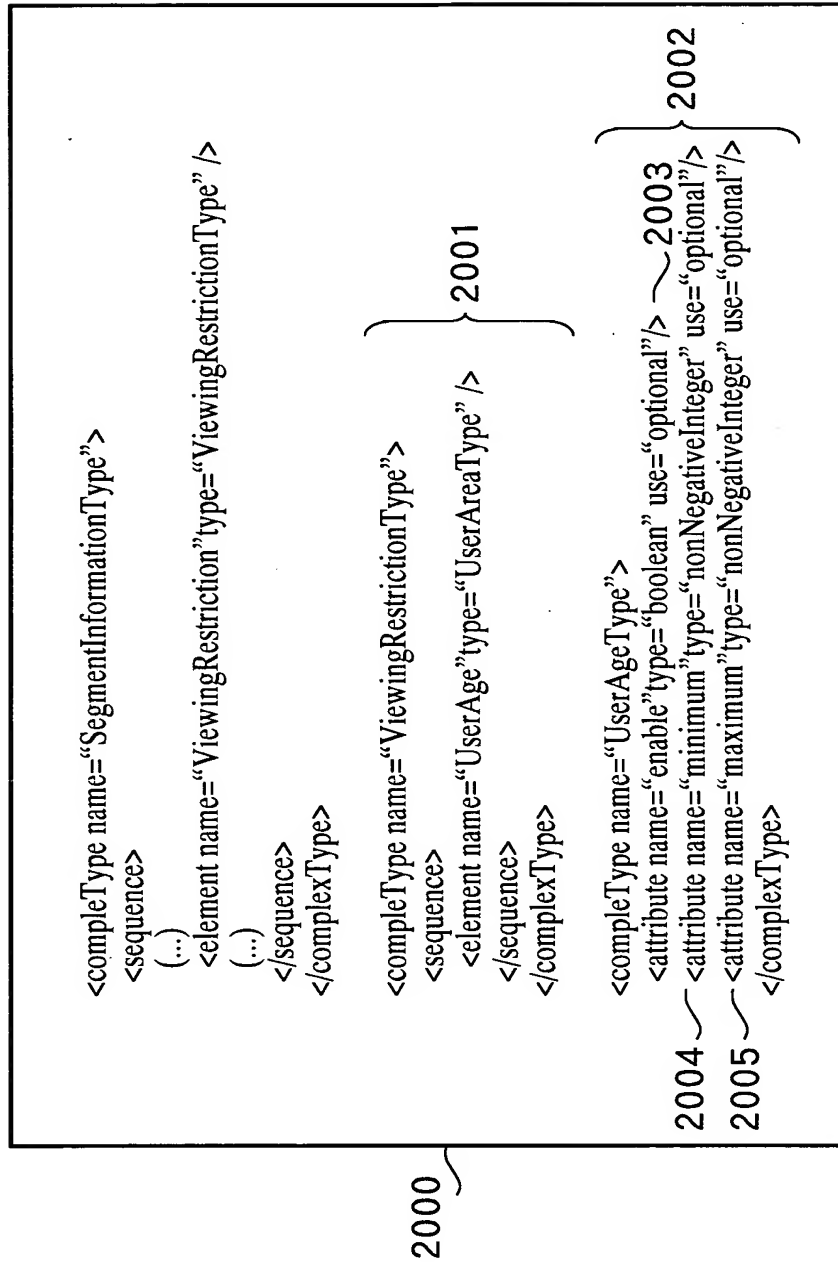 2000
<compleType name=“SegmentInformationType”>
<sequence>
(...)
<element name=“ViewingRestriction”type=“ViewingRestrictionType” />
(...)
</sequence>
</complexType>
<compleType name=“ViewingRestrictionType”>
<sequence>
<element name=“UserAge”type=“UserAreaType” />
</sequence>
</complexType>
2001
<compleType name=“UserAgeType”>
<attribute name=“enable”type=“boolean” use=“optional”/> 2003
2004 <attribute name=“minimum”type=“nonNegativeInteger” use=“optional”/>
2005 <attribute name=“maximum”type=“nonNegativeInteger” use=“optional”/>
</complexType>
2002